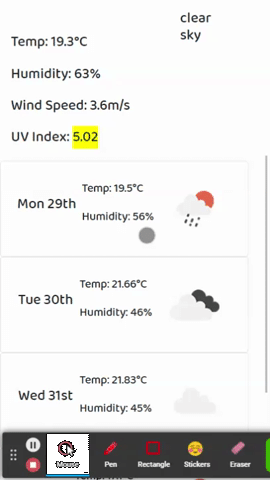 clear
sky
Temp: 19.3°C
Humidity: 63%
Wind Speed: 3.6m/s
UV Index: 5.02
Mon 29th
Temp: 19.5°C
Humidity: 56%
Tue 30th
Temp: 21.66°C
Humidity: 46%
Wed 31st
Temp: 21.83°C
Humidity: 45%
Mouse
Pen
Rectangle
Stickers
Eraser